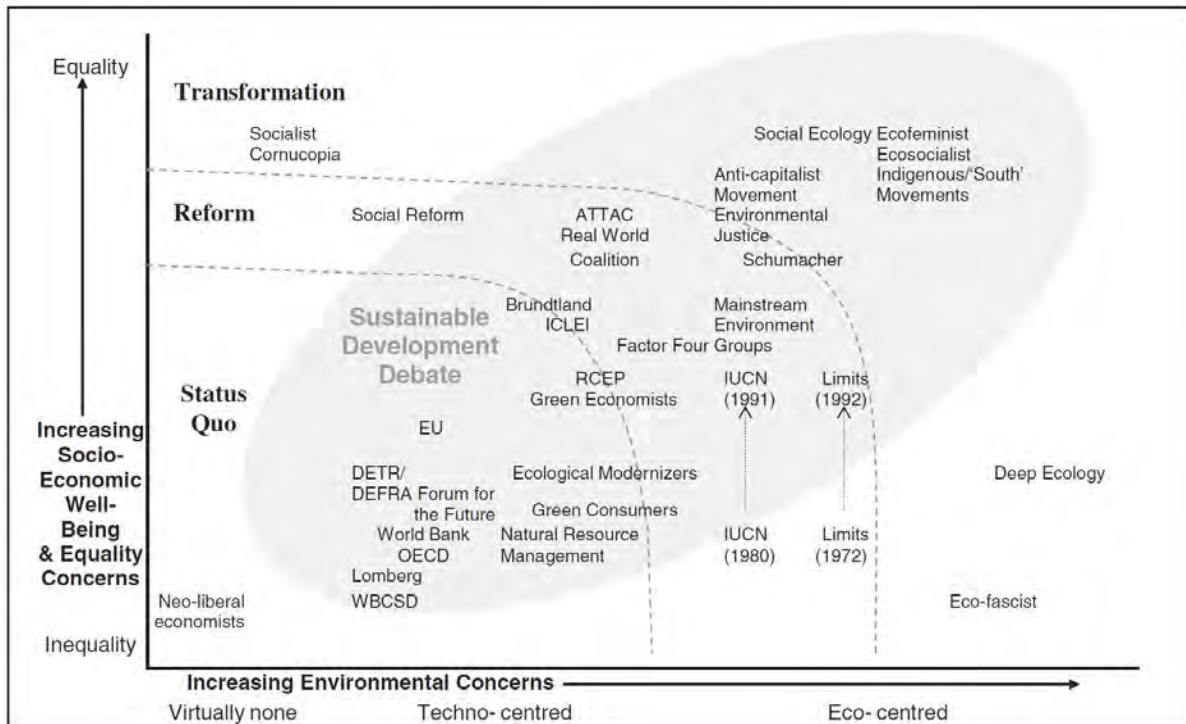 Equality
Transformation
Socialist
Cornucopia
Social Ecology Ecofeminist
Ecosocialist
Indigenous/‘South’
Movements
Anti-capitalist
Movement
Environmental
Justice
Reform
Social Reform
ATTAC
Real World
Coalition
Schumacher
Brundtland
ICLEI
Mainstream
Environment
Factor Four Groups
Sustainable
Development
Debate
RCEP
Green Economists
IUCN
(1991)
Limits
(1992)
Status
Quo
EU
Increasing
Socio-
Economic
Well-
Being
& Equality
Concerns
DETR/
DEFRA Forum for
the Future
Ecological Modernizers
Deep Ecology
Green Consumers
World Bank
OECD
Natural Resource
Management
IUCN
(1980)
Limits
(1972)
Lomberg
WBCSD
Neo-liberal
economists
Eco-fascist
Inequality
Increasing Environmental Concerns
Virtually none
Techno- centred
Eco- centred